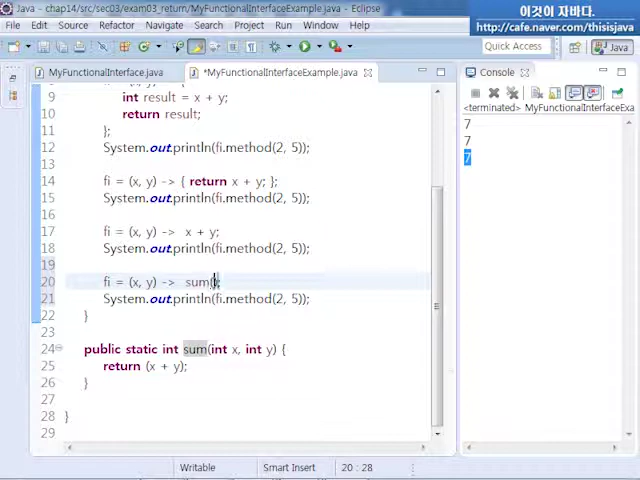 Java - chap14/src/sec03/exam03_return/MyFunctionalInterfaceExample.java - Eclipse
이것이 자바다.
http://cafe.naver.com/thisisjava
File Edit Source Refactor Navigate Search Project Run Window Help
Quick Access
Java
MyFunctionalInterface.java
*MyFunctionalInterfaceExample.java
Console
<terminated> MyFunctionalInterfaceExa
7
7
7
9 int result = x + y;
10 return result;
11 };
12 System.out.println(fi.method(2, 5));
13
14 fi = (x, y) -> { return x + y; };
15 System.out.println(fi.method(2, 5));
16
17 fi = (x, y) -> x + y;
18 System.out.println(fi.method(2, 5));
19
20 fi = (x, y) -> sum();
21 System.out.println(fi.method(2, 5));
22 }
23
24 public static int sum(int x, int y) {
25 return (x + y);
26 }
27
28 }
29
Writable Smart Insert 20 : 28